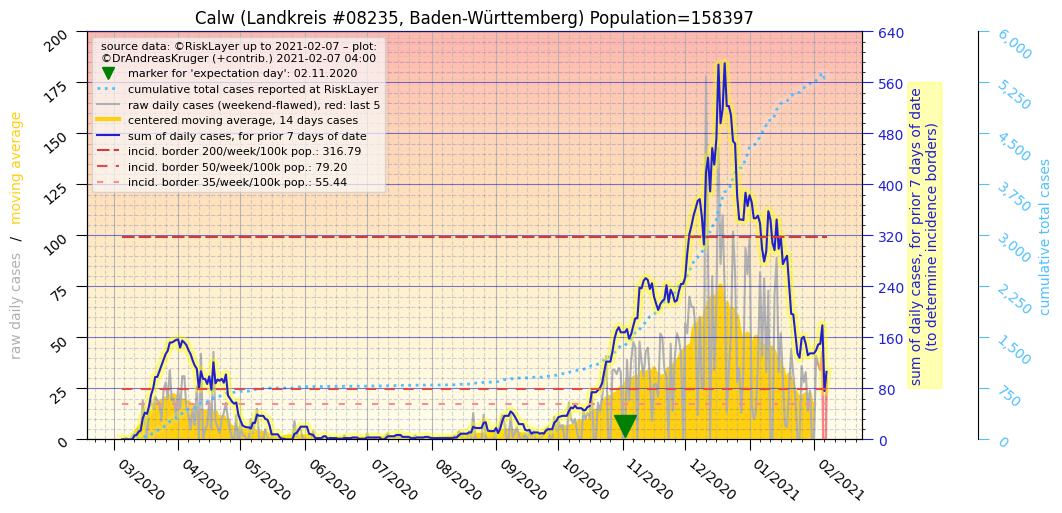 Calw (Landkreis #08235, Baden-Württemberg) Population=158397
source data: ©RiskLayer up to 2021-02-07 – plot:
©DrAndreasKruger (+contrib.) 2021-02-07 04:00
marker for 'expectation day': 02.11.2020
cumulative total cases reported at RiskLayer
raw daily cases (weekend-flawed), red: last 5
centered moving average, 14 days cases
sum of daily cases, for prior 7 days of date
incid. border 200/week/100k pop.: 316.79
incid. border 50/week/100k pop.: 79.20
incid. border 35/week/100k pop.: 55.44
raw daily cases / moving average
200
175
150
125
100
75
50
25
0
03/2020
04/2020
05/2020
06/2020
07/2020
08/2020
09/2020
10/2020
11/2020
12/2020
01/2021
02/2021
640
560
480
400
320
240
160
80
0
sum of daily cases, for prior 7 days of date
(to determine incidence borders)
6,000
5,250
4,500
3,750
3,000
2,250
1,500
750
0
cumulative total cases